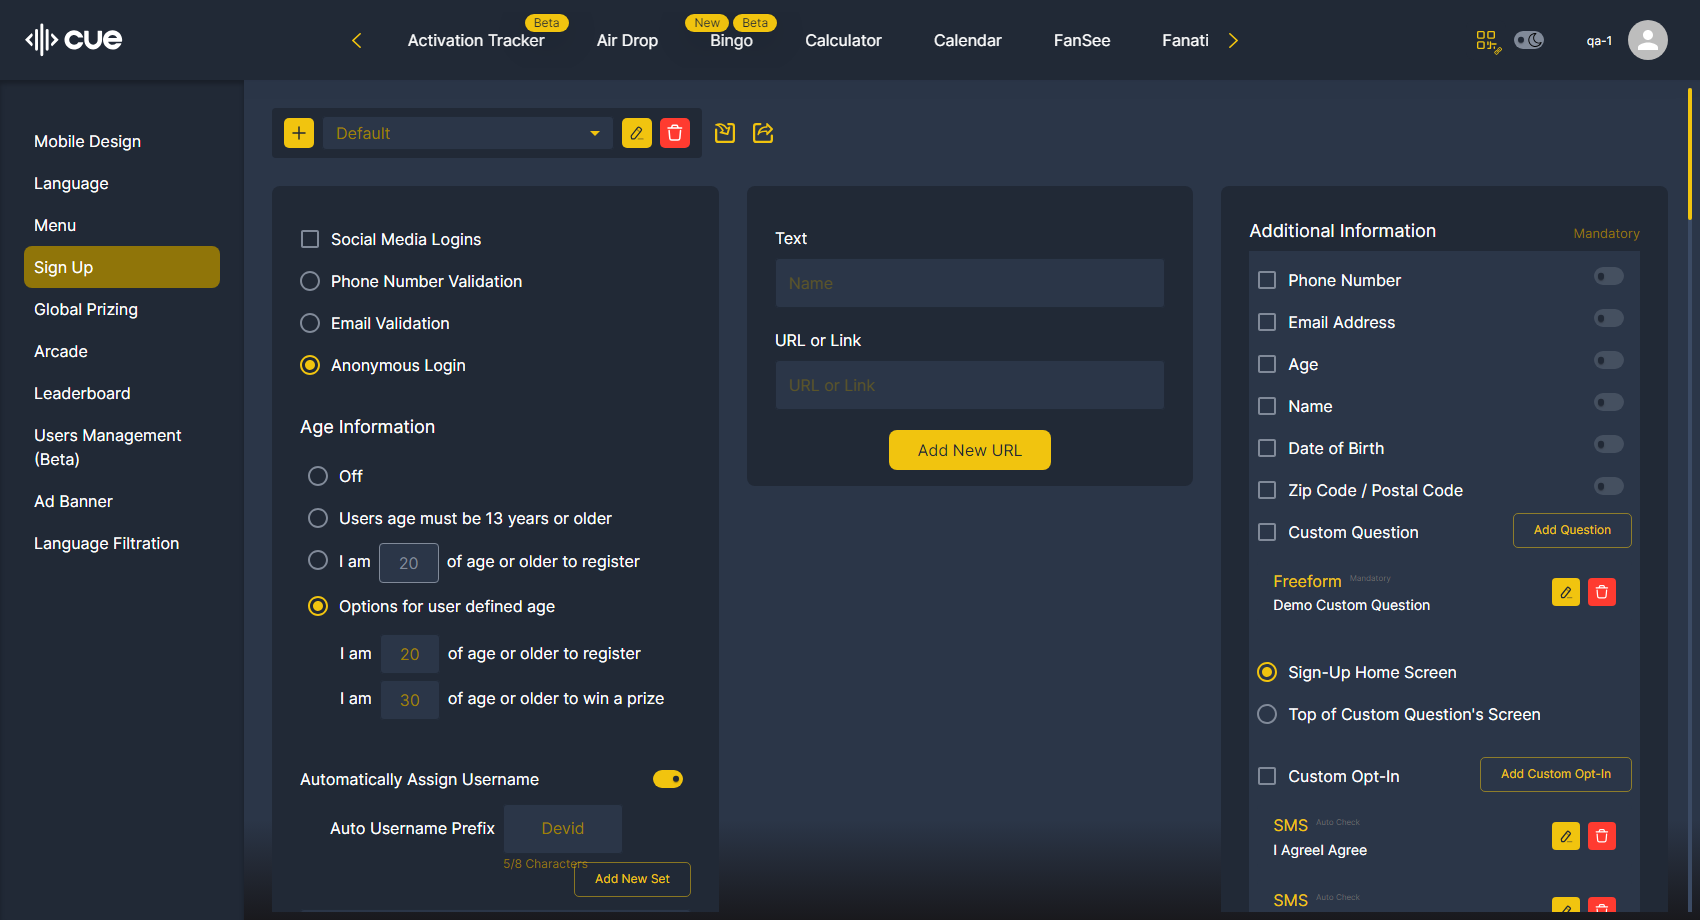 cue
Beta
New
Beta
Activation Tracker
Air Drop
Bingo
Calculator
Calendar
FanSee
Fanati
qa-1
Mobile Design
Language
Menu
Sign Up
Global Prizing
Arcade
Leaderboard
Users Management
(Beta)
Ad Banner
Language Filtration
Default
Social Media Logins
Phone Number Validation
Email Validation
Anonymous Login
Age Information
Off
Users age must be 13 years or older
I am 20 of age or older to register
Options for user defined age
I am 20 of age or older to register
I am 30 of age or older to win a prize
Automatically Assign Username
Auto Username Prefix Devid
5/8 Characters
Add New Set
Text
Name
URL or Link
URL or Link
Add New URL
Additional Information
Mandatory
Phone Number
Email Address
Age
Name
Date of Birth
Zip Code / Postal Code
Custom Question
Add Question
Freeform Mandatory
Demo Custom Question
Sign-Up Home Screen
Top of Custom Question's Screen
Custom Opt-In
Add Custom Opt-In
SMS Auto Check
I AgreeI Agree
SMS Auto Check